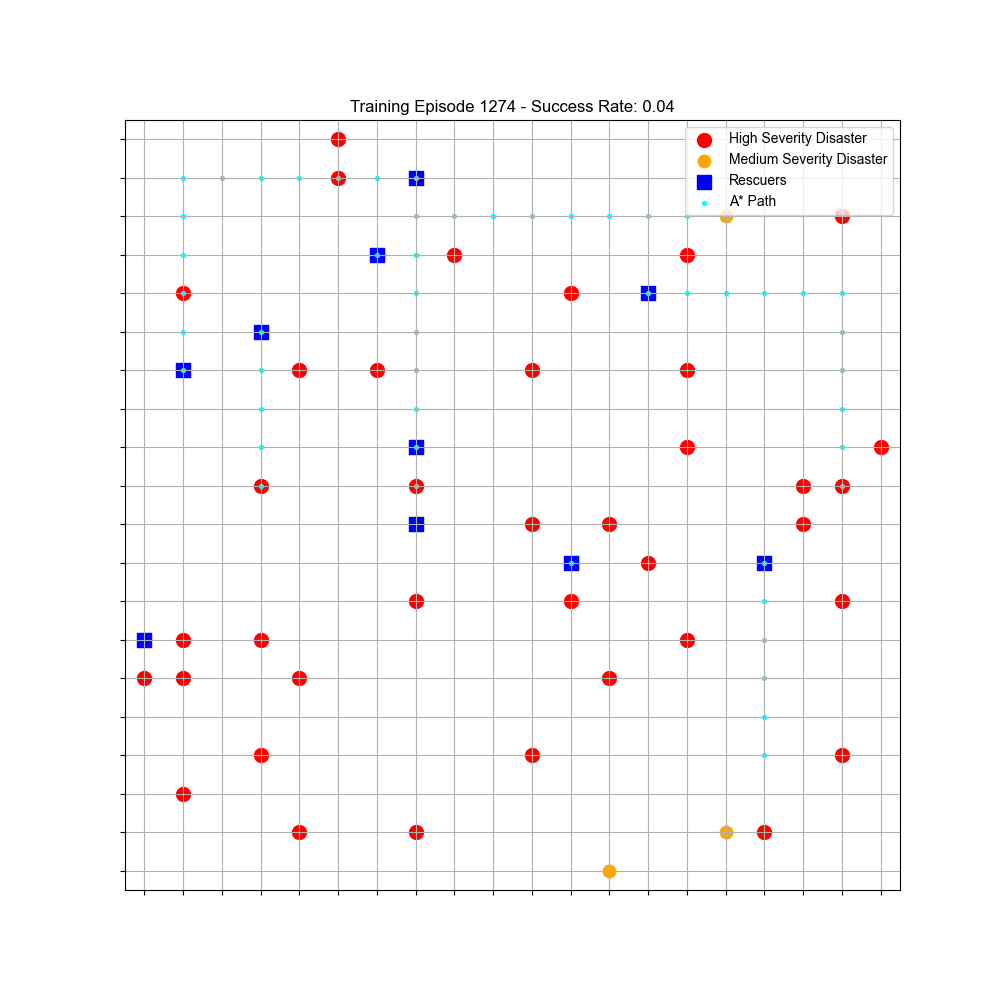 Training Episode 1274 - Success Rate: 0.04
High Severity Disaster
Medium Severity Disaster
Rescuers
A* Path